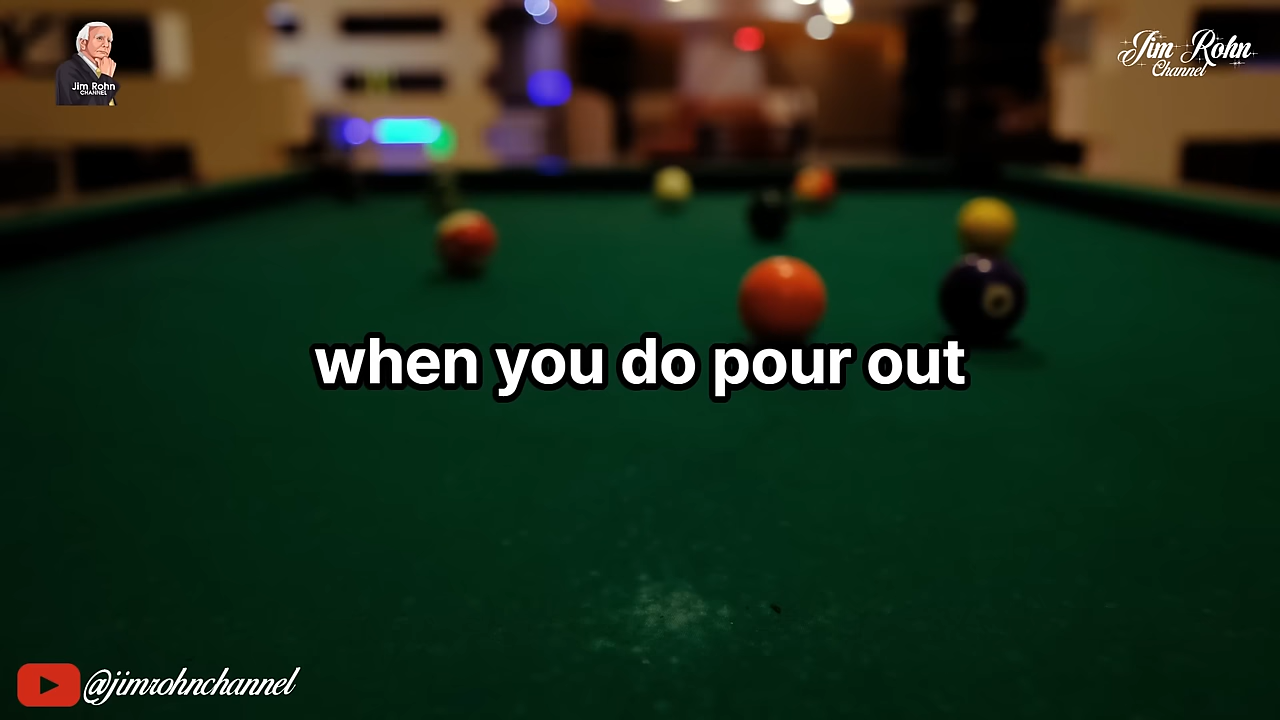 Jim Rohn
CHANNEL
Jim Rohn
Channel
when you do pour out
@jimrohnchannel